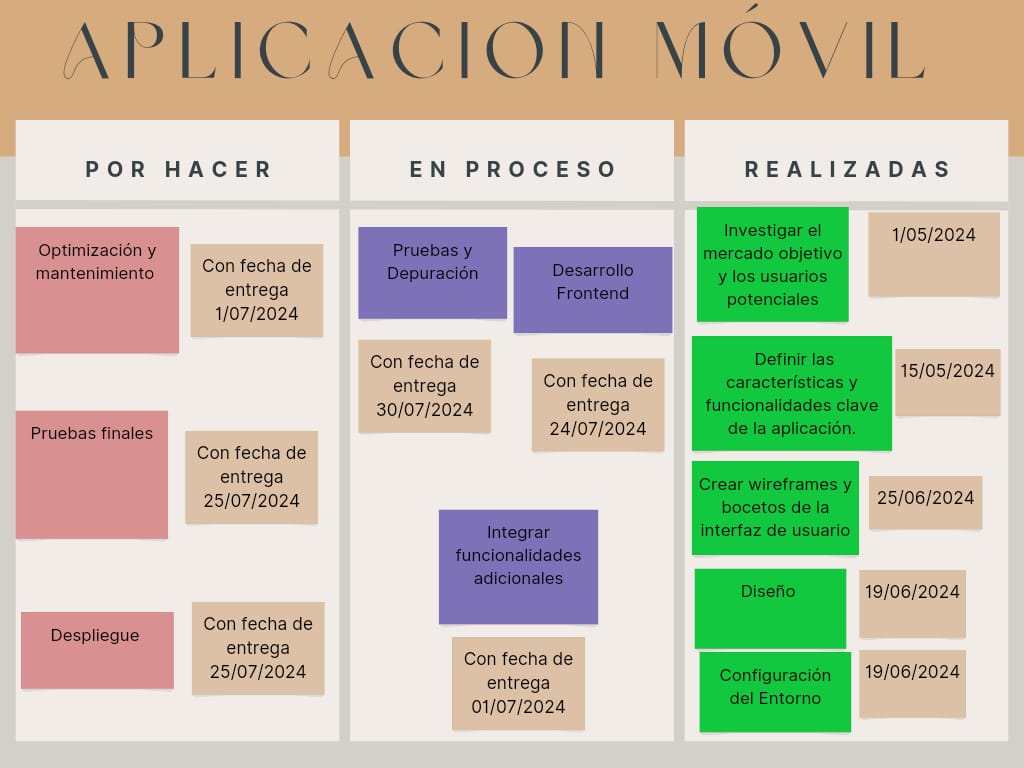 APLICACION MÓVIL
POR HACER
Optimización y
mantenimiento
Con fecha de
entrega
1/07/2024
Pruebas finales
Con fecha de
entrega
25/07/2024
Despliegue
Con fecha de
entrega
25/07/2024
EN PROCESO
Pruebas y
Depuración
Con fecha de
entrega
30/07/2024
Desarrollo
Frontend
Con fecha de
entrega
24/07/2024
Integrar
funcionalidades
adicionales
Con fecha de
entrega
01/07/2024
REALIZADAS
Investigar el
mercado objetivo
y los usuarios
potenciales
1/05/2024
Definir las
características y
funcionalidades clave
de la aplicación.
15/05/2024
Crear wireframes y
bocetos de la
interfaz de usuario
25/06/2024
Diseño
19/06/2024
Configuración
del Entorno
19/06/2024